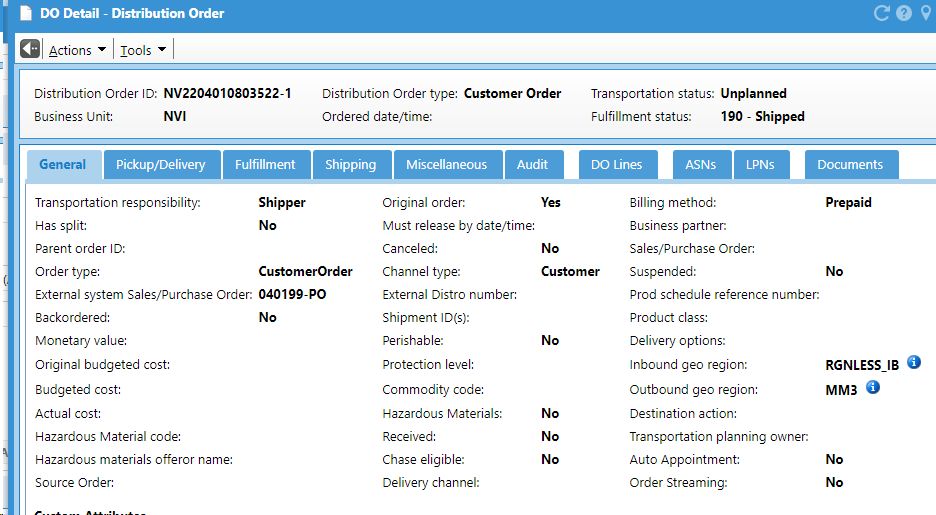 DO Detail - Distribution Order
Actions Tools
Distribution Order ID: NV2204010803522-1 Distribution Order type: Customer Order Transportation status: Unplanned
Business Unit: NVI Ordered date/time: Fulfillment status: 190 - Shipped
General Pickup/Delivery Fulfillment Shipping Miscellaneous Audit DO Lines ASNs LPNs Documents
Transportation responsibility: Shipper Original order: Yes Billing method: Prepaid
Has split: No Must release by date/time: Business partner:
Parent order ID: Canceled: No Sales/Purchase Order:
Order type: CustomerOrder Channel type: Customer Suspended: No
External system Sales/Purchase Order: 040199-PO External Distro number: Prod schedule reference number:
Backordered: No Shipment ID(s): Product class:
Monetary value: Perishable: No Delivery options:
Original budgeted cost: Protection level: Inbound geo region: RGNLESS_IB
Budgeted cost: Commodity code: Outbound geo region: MM3
Actual cost: Hazardous Materials: No Destination action:
Hazardous Material code: Received: No Transportation planning owner:
Hazardous materials offeror name: Chase eligible: No Auto Appointment: No
Source Order: Delivery channel: Order Streaming: No
Custom Attributes